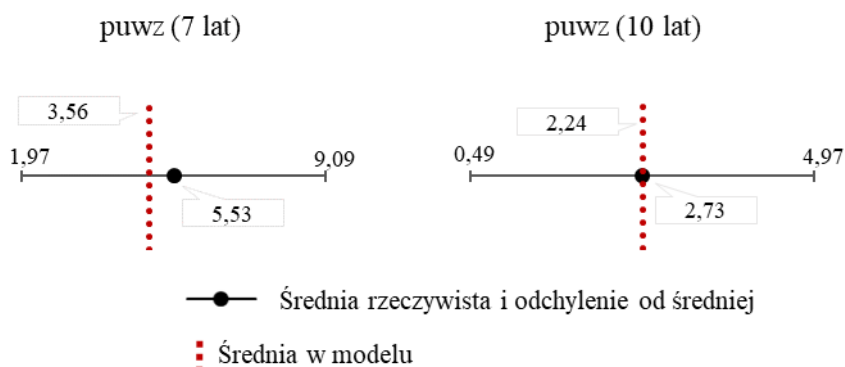 puwz (7 lat)
puwz (10 lat)
3,56
2,24
1,97
9,09
0,49
4,97
5,53
2,73
Średnia rzeczywista i odchylenie od średniej
Średnia w modelu